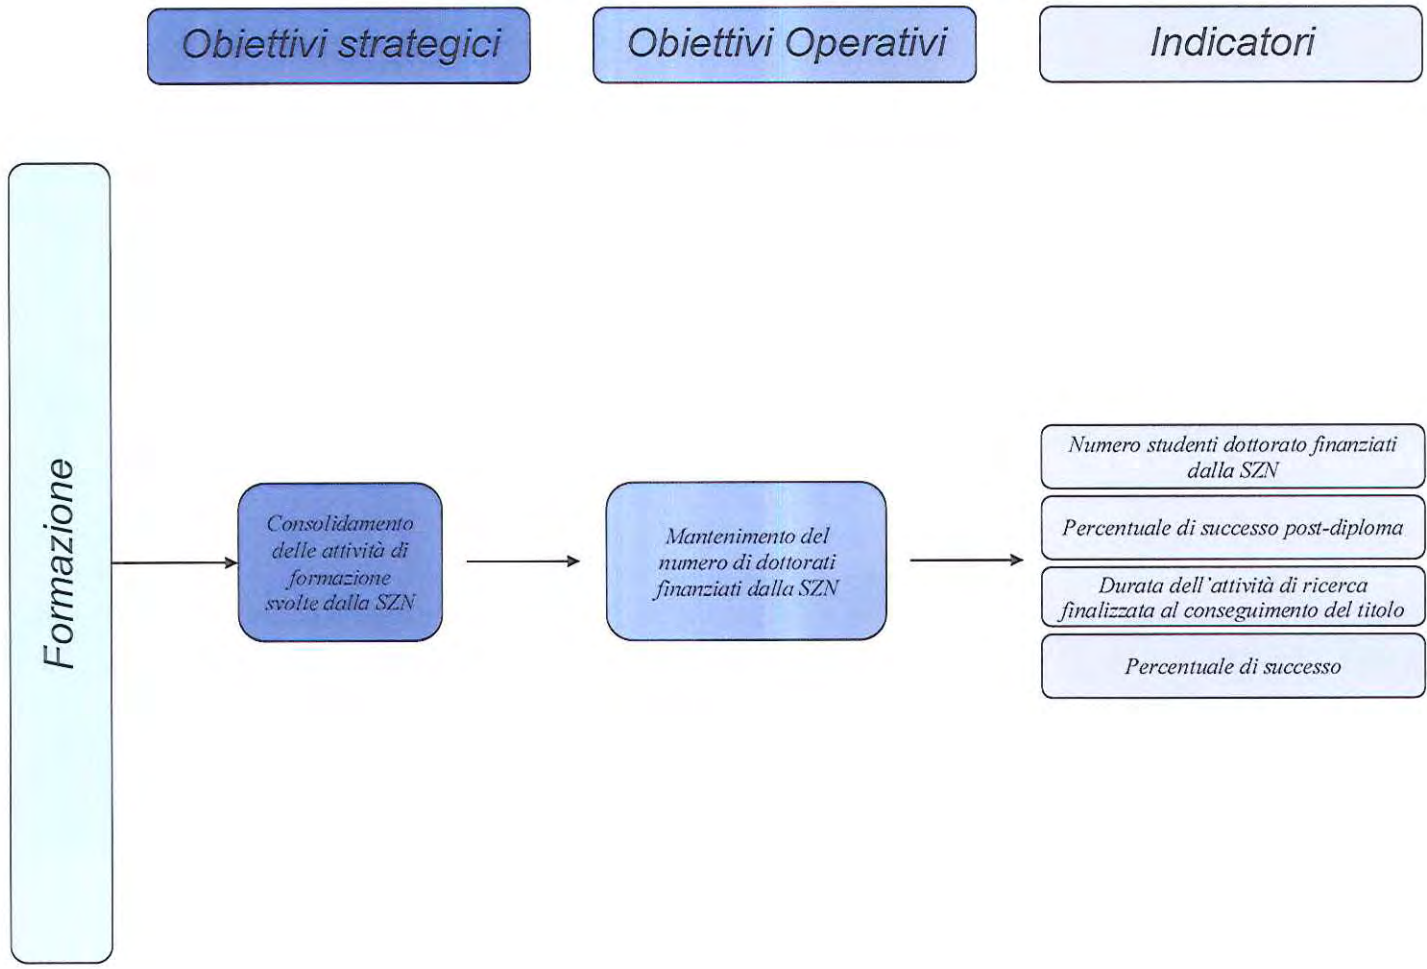 Obiettivi strategici
Obiettivi Operativi
Indicatori
Formazione
Consolidamento
delle attività di
formazione
svolte dalla SZN
Mantenimento del
numero di dottorati
finanziati dalla SZN
Numero studenti dottorato finanziati
dalla SZN
Percentuale di successo post-diploma
Durata dell'attività di ricerca
finalizzata al conseguimento del titolo
Percentuale di successo